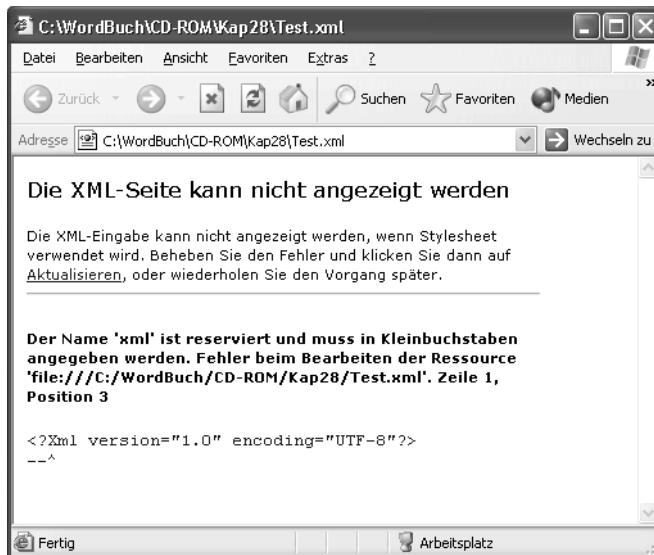 C:\WordBuch\CD-ROM\Kap28\Test.xml
Datei Bearbeiten Ansicht Favoriten Extras ?
Zurück Suchen Favoriten Medien »
Adresse C:\WordBuch\CD-ROM\Kap28\Test.xml Wechseln zu
Die XML-Seite kann nicht angezeigt werden
Die XML-Eingabe kann nicht angezeigt werden, wenn Stylesheet
verwendet wird. Beheben Sie den Fehler und klicken Sie dann auf
Aktualisieren, oder wiederholen Sie den Vorgang später.
Der Name 'xml' ist reserviert und muss in Kleinbuchstaben
angegeben werden. Fehler beim Bearbeiten der Ressource
'file:///C:/WordBuch/CD-ROM/Kap28/Test.xml'. Zeile 1,
Position 3
<?Xml version="1.0" encoding="UTF-8"?>
--^
Fertig Arbeitsplatz